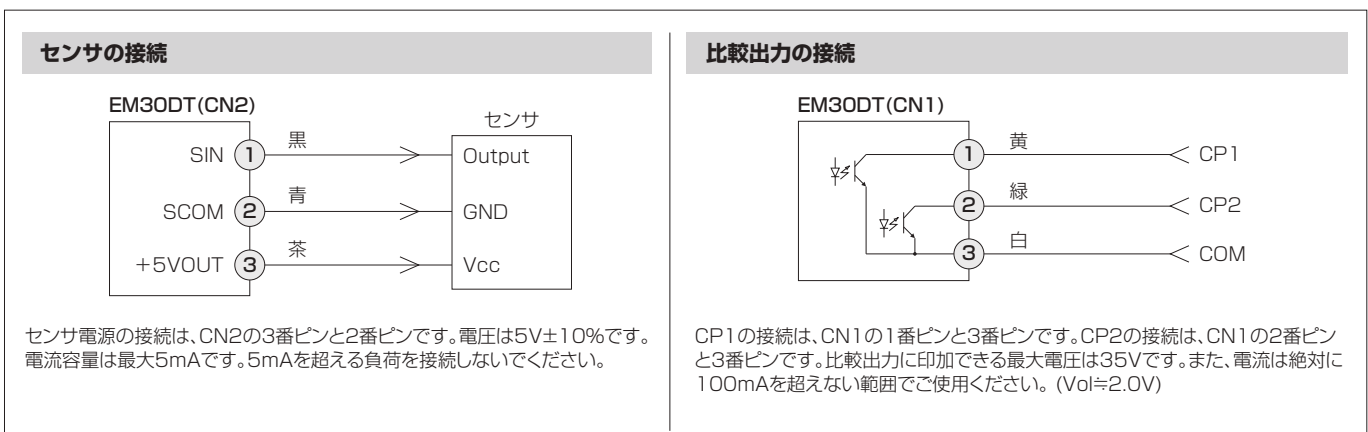 センサの接続
EM30DT(CN2)
センサ
SIN 1 黒 Output
SCOM 2 青 GND
+5VOUT 3 茶 Vcc
センサ電源の接続は、CN2の3番ピンと2番ピンです。電圧は5V±10%です。
電流容量は最大5mAです。5mAを超える負荷を接続しないでください。
比較出力の接続
EM30DT(CN1)
1 黄 CP1
2 緑 CP2
3 白 COM
CP1の接続は、CN1の1番ピンと3番ピンです。CP2の接続は、CN1の2番ピン
と3番ピンです。比較出力に印加できる最大電圧は35Vです。また、電流は絶対に
100mAを超えない範囲でご使用ください。 (Vol≒2.0V)